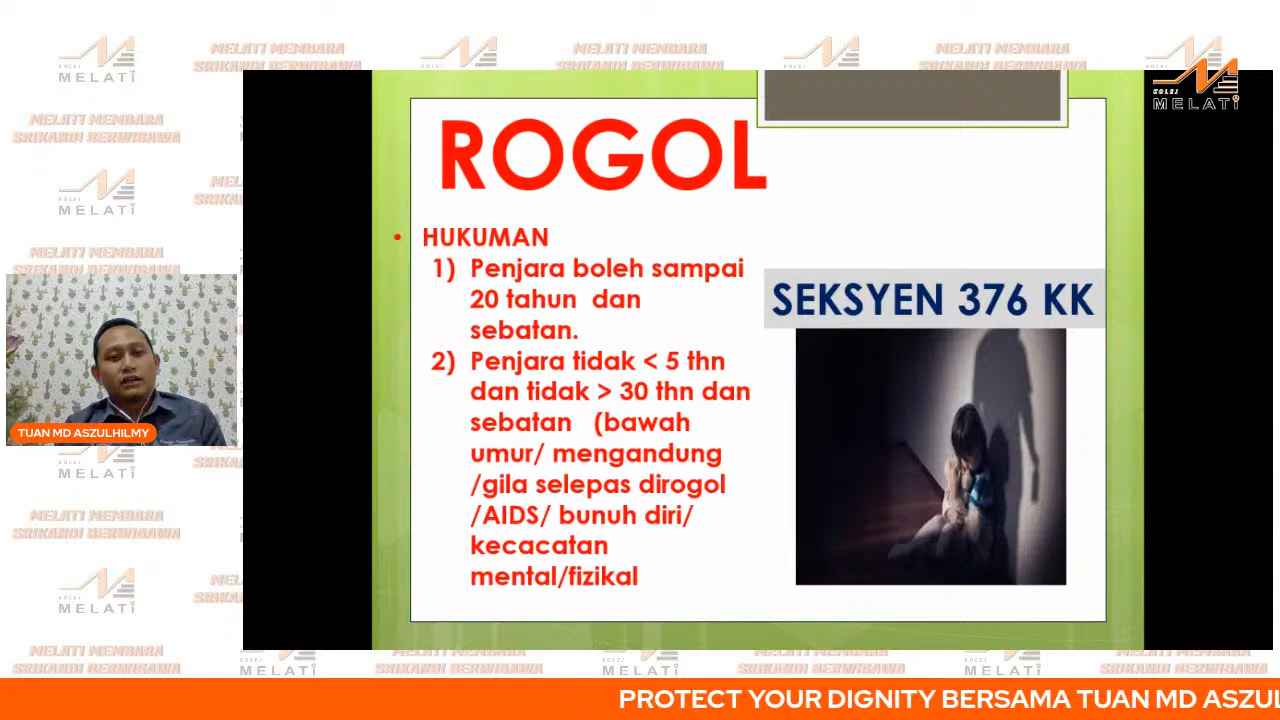 KOLEJ
MELATI
MELATI MEMBARA
SRIKANDI BERWIBAWA
ROGOL
• HUKUMAN
1) Penjara boleh sampai
20 tahun dan
sebatan.
2) Penjara tidak < 5 thn
dan tidak > 30 thn dan
sebatan (bawah
umur/ mengandung
/gila selepas dirogol
/AIDS/ bunuh diri/
kecacatan
mental/fizikal
SEKSYEN 376 KK
TUAN MD ASZULHILMY
PROTECT YOUR DIGNITY BERSAMA TUAN MD ASZUL